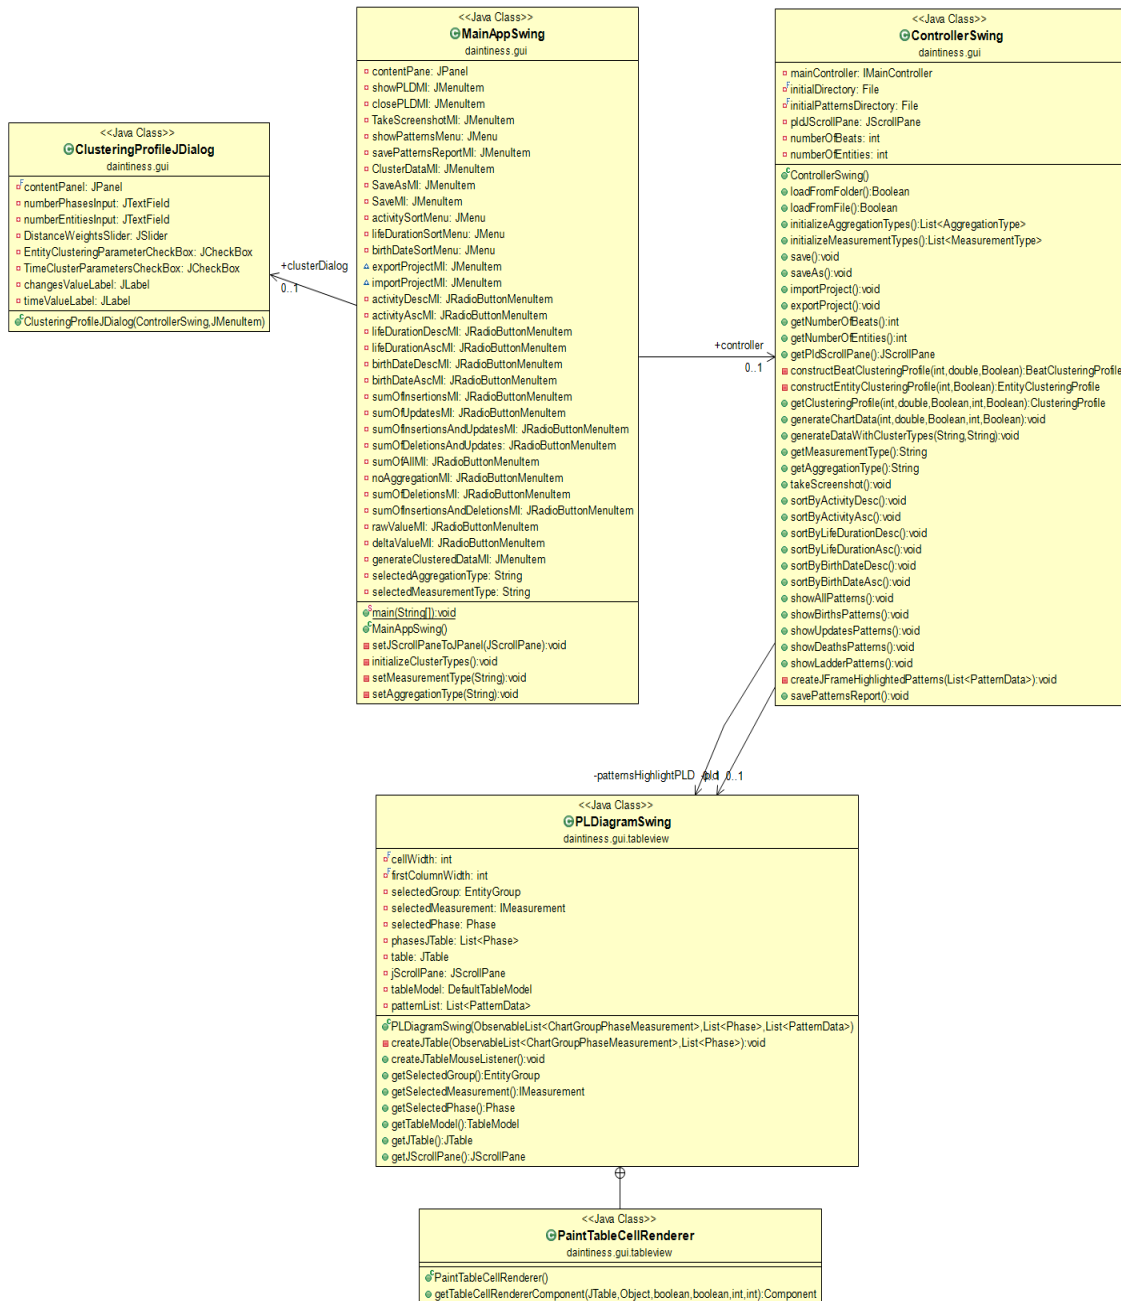 <<Java Class>>
MainAppSwing
daintiness.gui
contentPane: JPanel
showPLDMI: JMenuItem
closePLDMI: JMenuItem
TakeScreenshotMI: JMenuItem
showPatternsMenu: JMenu
savePatternsReportMI: JMenuItem
ClusterDataMI: JMenuItem
SaveAsMI: JMenuItem
SaveMI: JMenuItem
activitySortMenu: JMenu
lifeDurationSortMenu: JMenu
birthDateSortMenu: JMenu
exportProjectMI: JMenuItem
importProjectMI: JMenuItem
activityDescMI: JRadioButtonMenuItem
activityAscMI: JRadioButtonMenuItem
lifeDurationDescMI: JRadioButtonMenuItem
lifeDurationAscMI: JRadioButtonMenuItem
birthDateDescMI: JRadioButtonMenuItem
birthDateAscMI: JRadioButtonMenuItem
sumOfInsertionsMI: JRadioButtonMenuItem
sumOfUpdatesMI: JRadioButtonMenuItem
sumOfInsertionsAndUpdatesMI: JRadioButtonMenuItem
sumOfDeletionsAndUpdates: JRadioButtonMenuItem
sumOfAllMI: JRadioButtonMenuItem
noAggregationMI: JRadioButtonMenuItem
sumOfDeletionsMI: JRadioButtonMenuItem
sumOfInsertionsAndDeletionsMI: JRadioButtonMenuItem
rawValueMI: JRadioButtonMenuItem
deltaValueMI: JRadioButtonMenuItem
generateClusteredDataMI: JMenuItem
selectedAggregationType: String
selectedMeasurementType: String
main(String[]):void
MainAppSwing()
setJScrollPaneToJPanel(JScrollPane):void
initializeClusterTypes():void
setMeasurementType(String):void
setAggregationType(String):void
<<Java Class>>
ControllerSwing
daintiness.gui
mainController: IMainController
initialDirectory: File
initialPatternsDirectory: File
pldJScrollPane: JScrollPane
numberOfBeats: int
numberOfEntities: int
ControllerSwing()
loadFromFolder():Boolean
loadFromFile():Boolean
initializeAggregationTypes():List<AggregationType>
initializeMeasurementTypes():List<MeasurementType>
save():void
saveAs():void
importProject():void
exportProject():void
getNumberOfBeats():int
getNumberOfEntities():int
getPldScrollPane():JScrollPane
constructBeatClusteringProfile(int,double,Boolean):BeatClusteringProfile
constructEntityClusteringProfile(int,Boolean):EntityClusteringProfile
getClusteringProfile(int,double,Boolean,int,Boolean):ClusteringProfile
generateChartData(int,double,Boolean,int,Boolean):void
generateDataWithClusterTypes(String,String):void
getMeasurementType():String
getAggregationType():String
takeScreenshot():void
sortByActivityDesc():void
sortByActivityAsc():void
sortByLifeDurationDesc():void
sortByLifeDurationAsc():void
sortByBirthDateDesc():void
sortByBirthDateAsc():void
showAllPatterns():void
showBirthsPatterns():void
showUpdatesPatterns():void
showDeathsPatterns():void
showLadderPatterns():void
createJFrameHighlightedPatterns(List<PatternData>):void
savePatternsReport():void
<<Java Class>>
ClusteringProfileJDialog
daintiness.gui
contentPanel: JPanel
numberPhasesInput: JTextField
numberEntitiesInput: JTextField
DistanceWeightsSlider: JSlider
EntityClusteringParameterCheckBox: JCheckBox
TimeClusterParametersCheckBox: JCheckBox
changesValueLabel: JLabel
timeValueLabel: JLabel
ClusteringProfileJDialog(ControllerSwing,JMenuItem)
+clusterDialog
0..1
+controller
0..1
-patternsHighlightPLD
-pld
0..1
0..1
<<Java Class>>
PLDiagramSwing
daintiness.gui.tableview
cellWidth: int
firstColumnWidth: int
selectedGroup: EntityGroup
selectedMeasurement: IMeasurement
selectedPhase: Phase
phasesJTable: List<Phase>
table: JTable
jScrollPane: JScrollPane
tableModel: DefaultTableModel
patternList: List<PatternData>
PLDiagramSwing(ObservableList<ChartGroupPhaseMeasurement>,List<Phase>,List<PatternData>)
createJTable(ObservableList<ChartGroupPhaseMeasurement>,List<Phase>):void
createJTableMouseListener():void
getSelectedGroup():EntityGroup
getSelectedMeasurement():IMeasurement
getSelectedPhase():Phase
getTableModel():TableModel
getJTable():JTable
getJScrollPane():JScrollPane
<<Java Class>>
PaintTableCellRenderer
daintiness.gui.tableview
PaintTableCellRenderer()
getTableCellRendererComponent(JTable,Object,boolean,boolean,int,int):Component